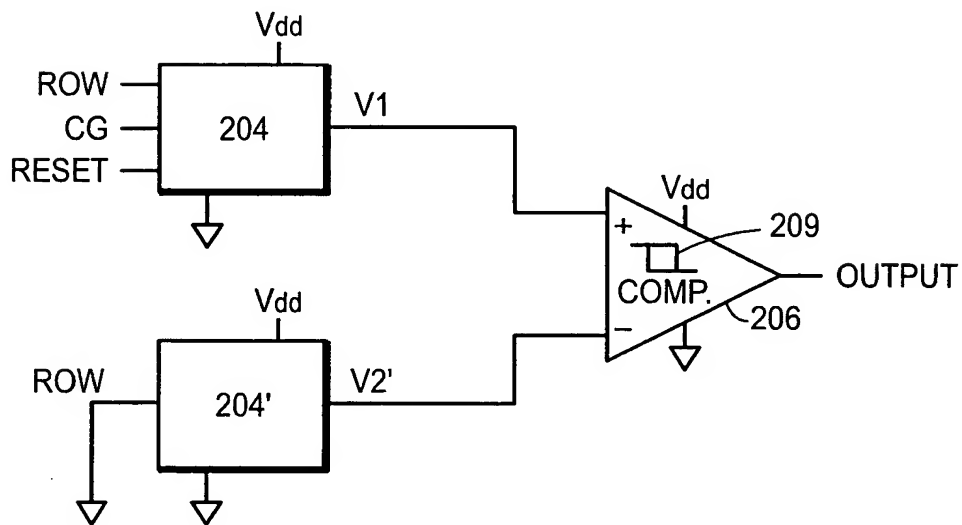 Vdd
ROW
CG
RESET
204
V1
Vdd
+
209
COMP.
−
OUTPUT
206
Vdd
ROW
204'
V2'